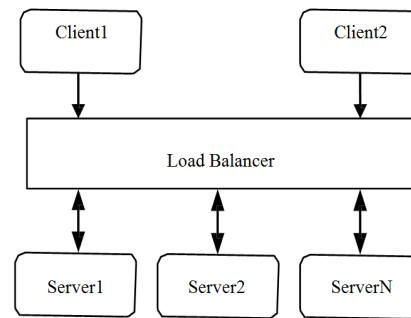 Client1
Client2
Load Balancer
Server1
Server2
ServerN